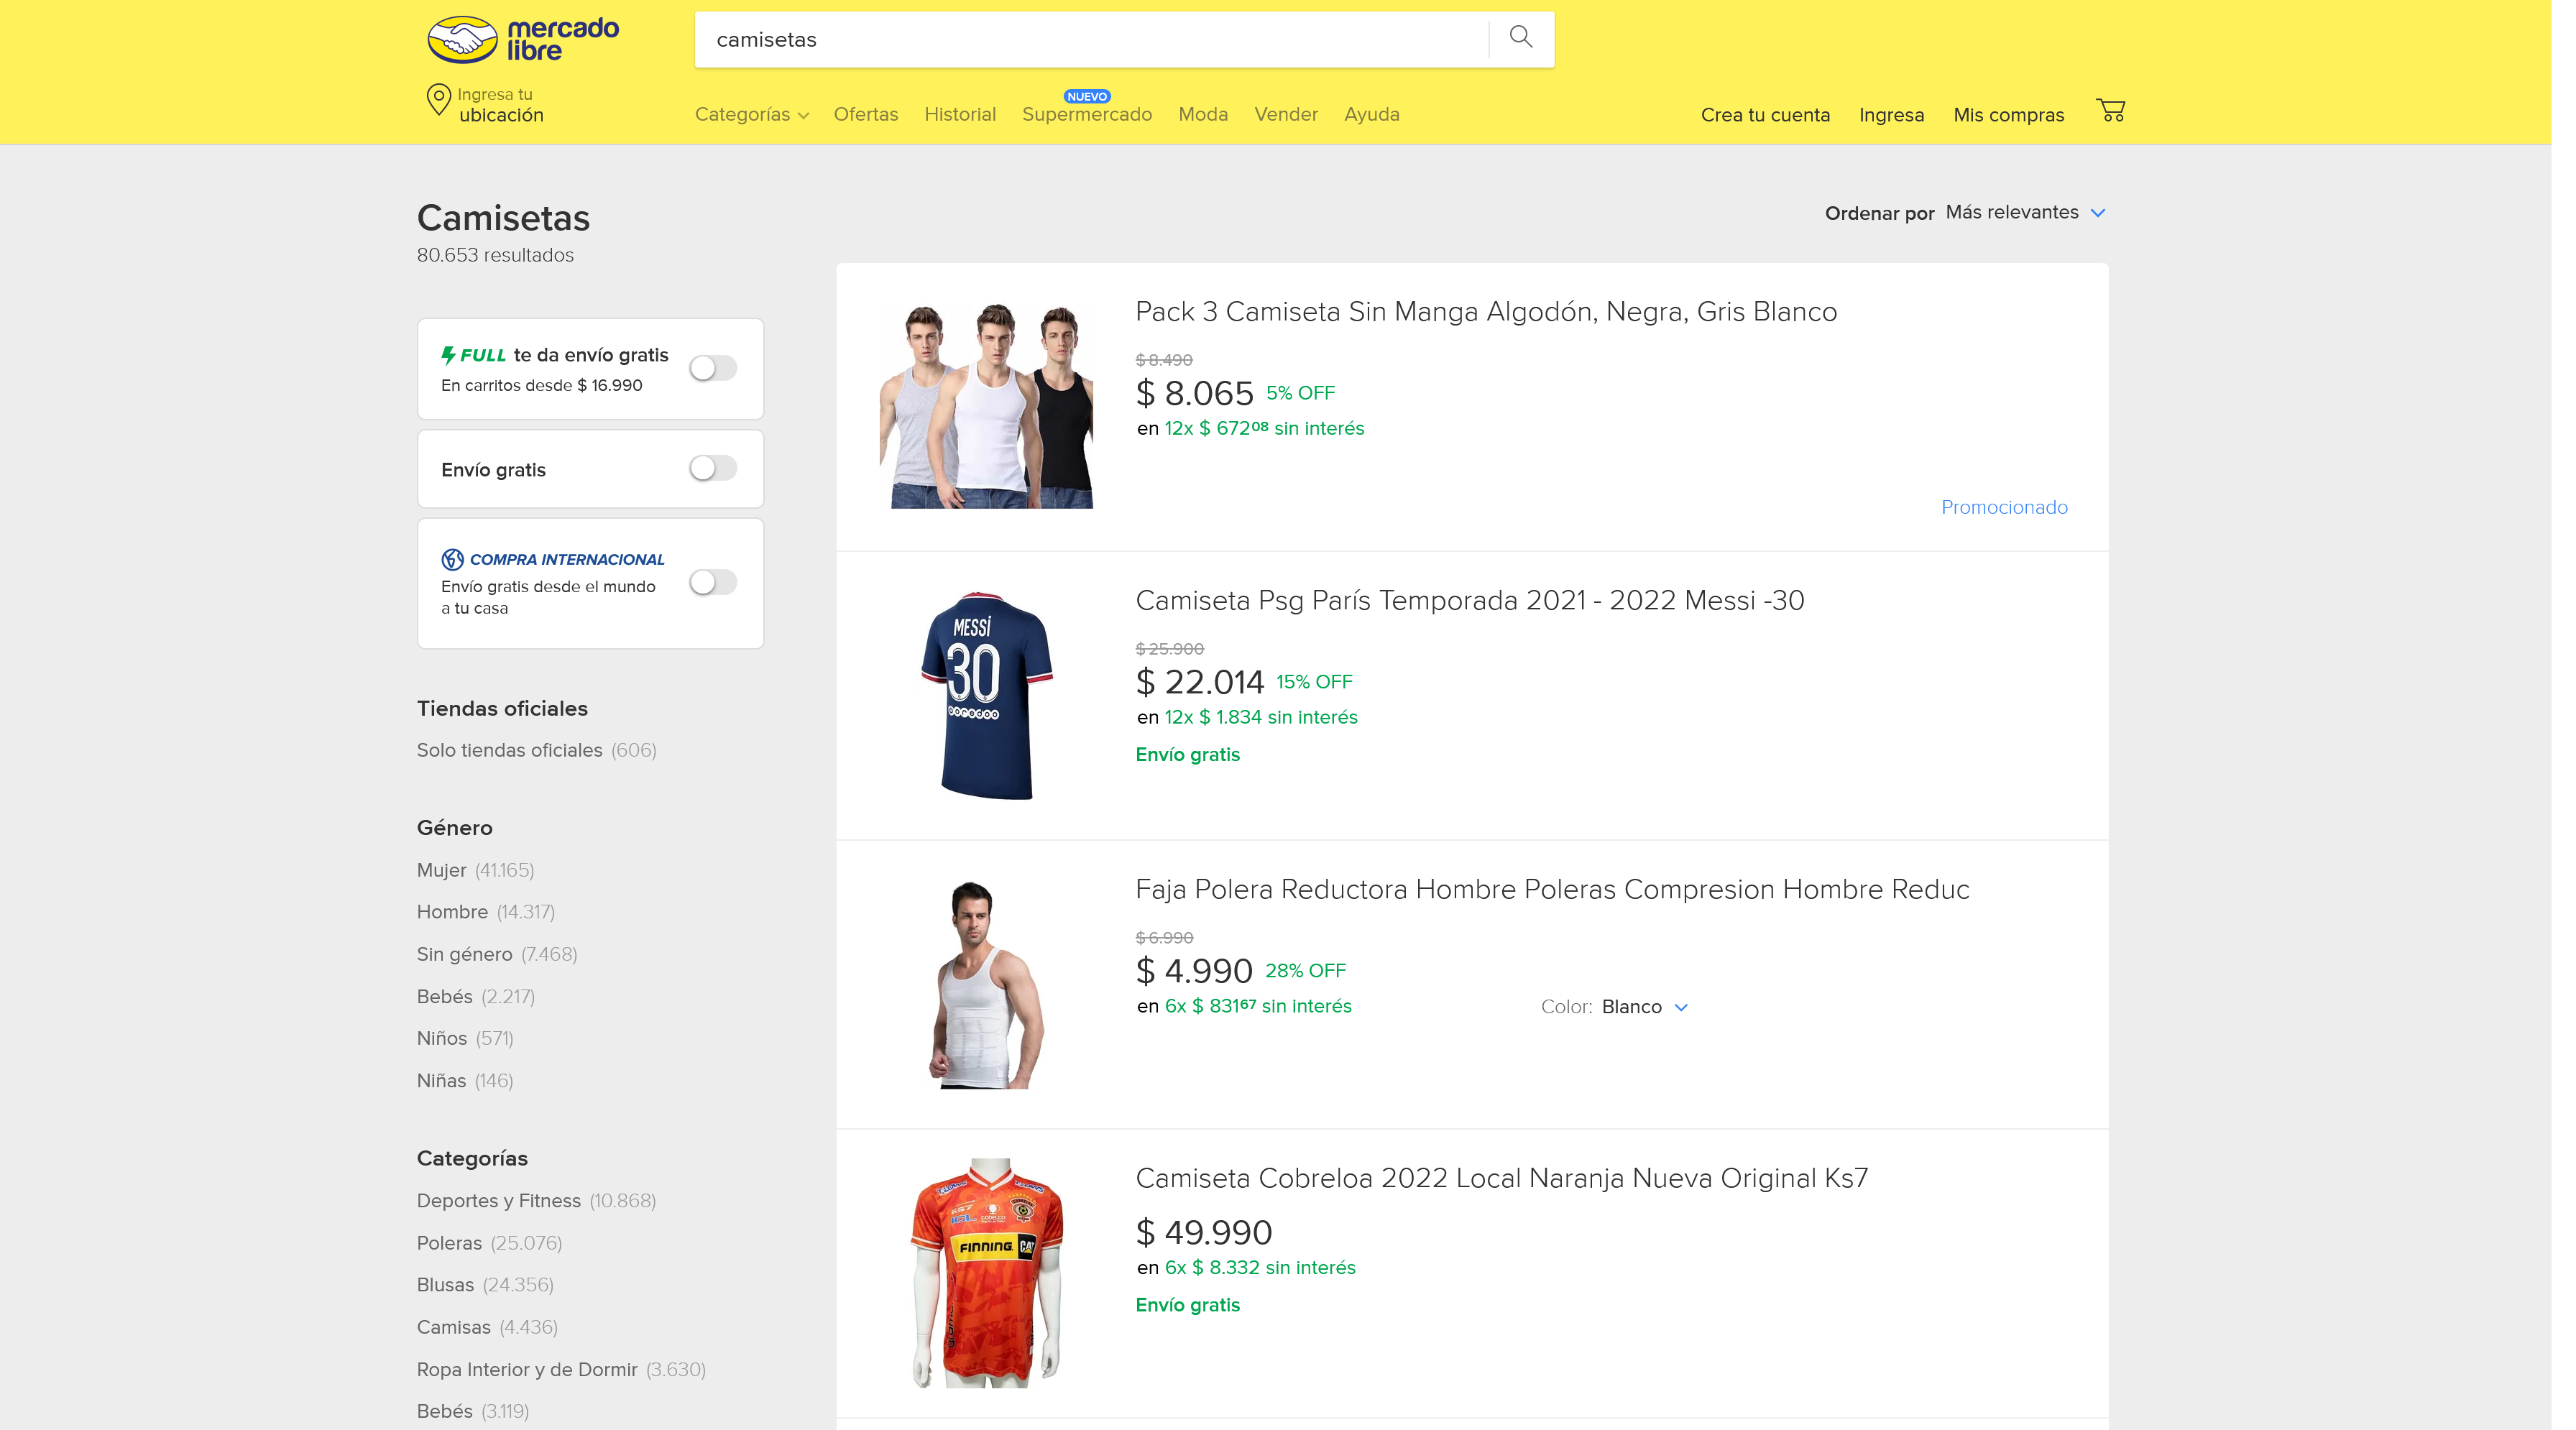 mercado
libre
camisetas
Ingresa tu
ubicación
Categorías
Ofertas
Historial
NUEVO
Supermercado
Moda
Vender
Ayuda
Crea tu cuenta
Ingresa
Mis compras
Camisetas
80.653 resultados
Ordenar por Más relevantes
FULL te da envío gratis
En carritos desde $ 16.990
Envío gratis
COMPRA INTERNACIONAL
Envío gratis desde el mundo
a tu casa
Tiendas oficiales
Solo tiendas oficiales (606)
Género
Mujer (41.165)
Hombre (14.317)
Sin género (7.468)
Bebés (2.217)
Niños (571)
Niñas (146)
Categorías
Deportes y Fitness (10.868)
Poleras (25.076)
Blusas (24.356)
Camisas (4.436)
Ropa Interior y de Dormir (3.630)
Bebés (3.119)
Pack 3 Camiseta Sin Manga Algodón, Negra, Gris Blanco
$ 8.490
$ 8.065 5% OFF
en 12x $ 672 08 sin interés
Promocionado
MESSI
30
ooredoo
Camiseta Psg París Temporada 2021 - 2022 Messi -30
$ 25.900
$ 22.014 15% OFF
en 12x $ 1.834 sin interés
Envío gratis
Faja Polera Reductora Hombre Poleras Compresion Hombre Reduc
$ 6.990
$ 4.990 28% OFF
en 6x $ 831 67 sin interés
Color: Blanco
KS7
FINNING CAT
Camiseta Cobreloa 2022 Local Naranja Nueva Original Ks7
$ 49.990
en 6x $ 8.332 sin interés
Envío gratis